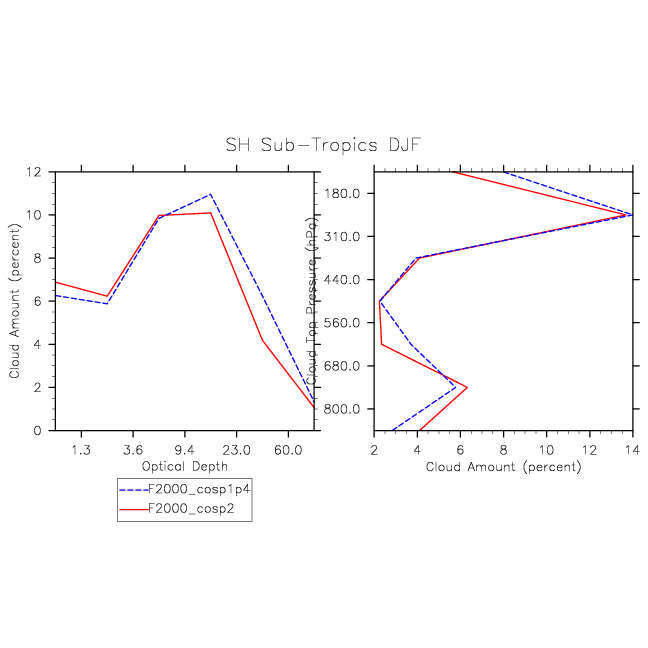 SH Sub-Tropics DJF
Cloud Amount (percent)
12
10
8
6
4
2
0
1.3 3.6 9.4 23.0 60.0
Optical Depth
Cloud Top Pressure (hPa)
180.0
310.0
440.0
560.0
680.0
800.0
2 4 6 8 10 12 14
Cloud Amount (percent)
F2000_cosp1p4
F2000_cosp2